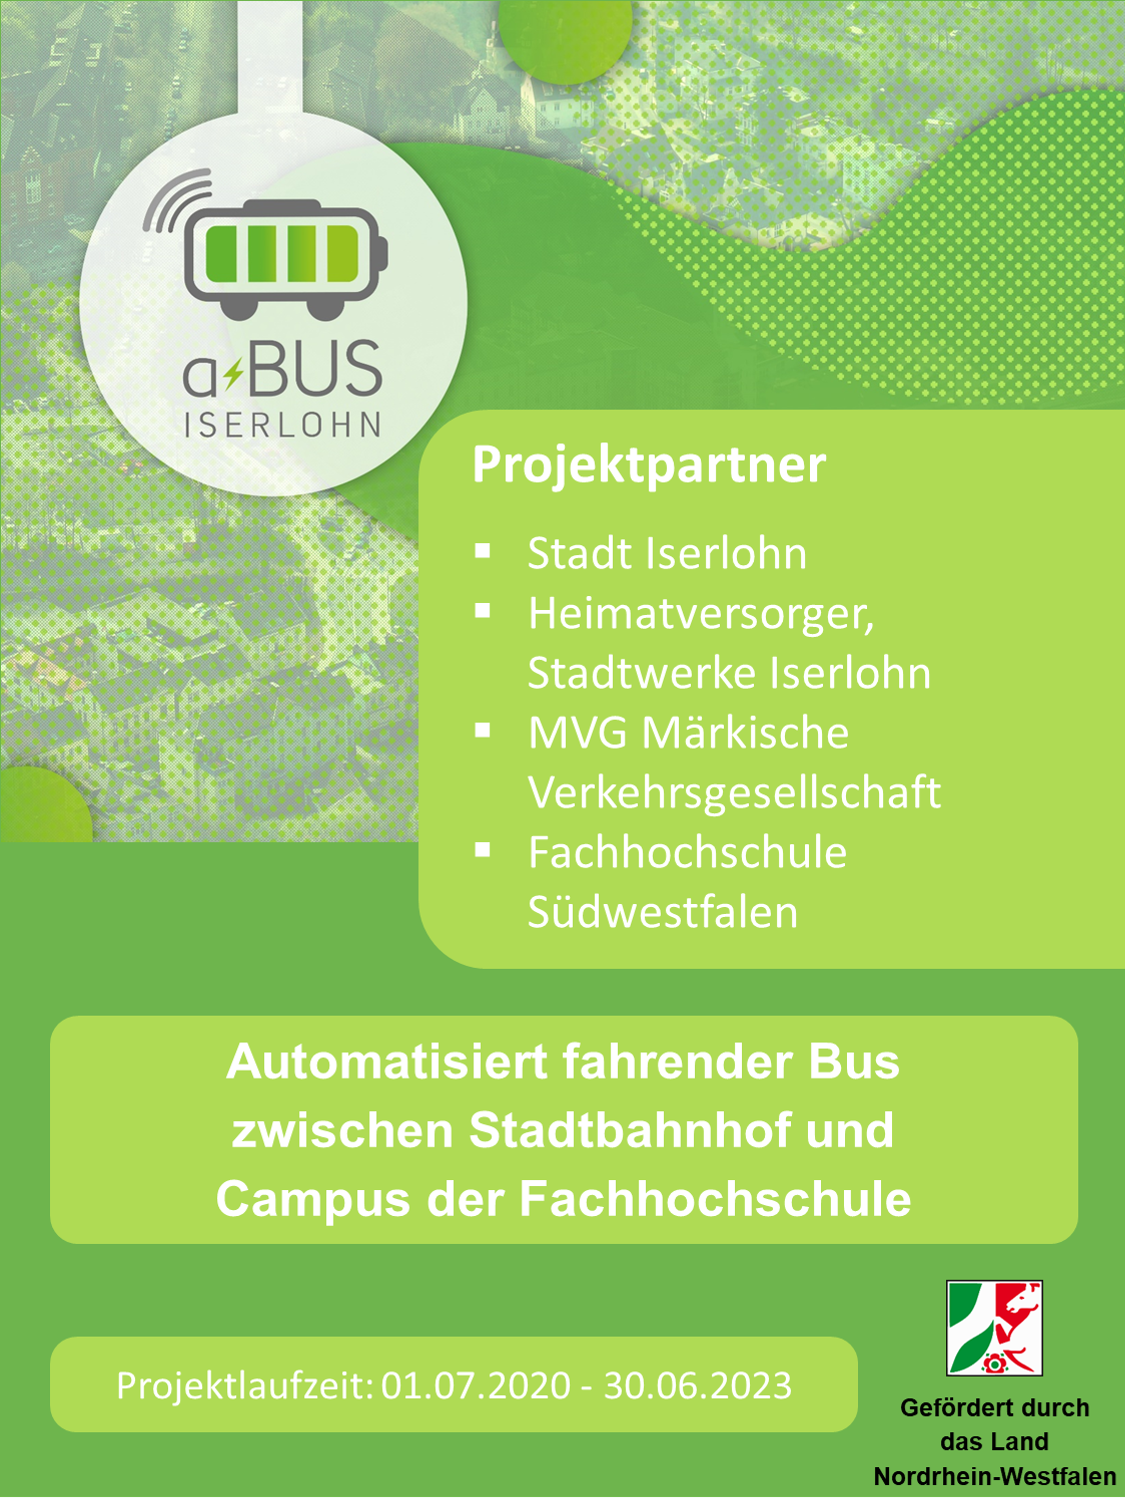 a BUS
ISERLOHN
Projektpartner
Stadt Iserlohn
Heimatversorger,
Stadtwerke Iserlohn
MVG Märkische
Verkehrsgesellschaft
Fachhochschule
Südwestfalen
Automatisiert fahrender Bus
zwischen Stadtbahnhof und
Campus der Fachhochschule
Projektlaufzeit: 01.07.2020 - 30.06.2023
Gefördert durch
das Land
Nordrhein-Westfalen